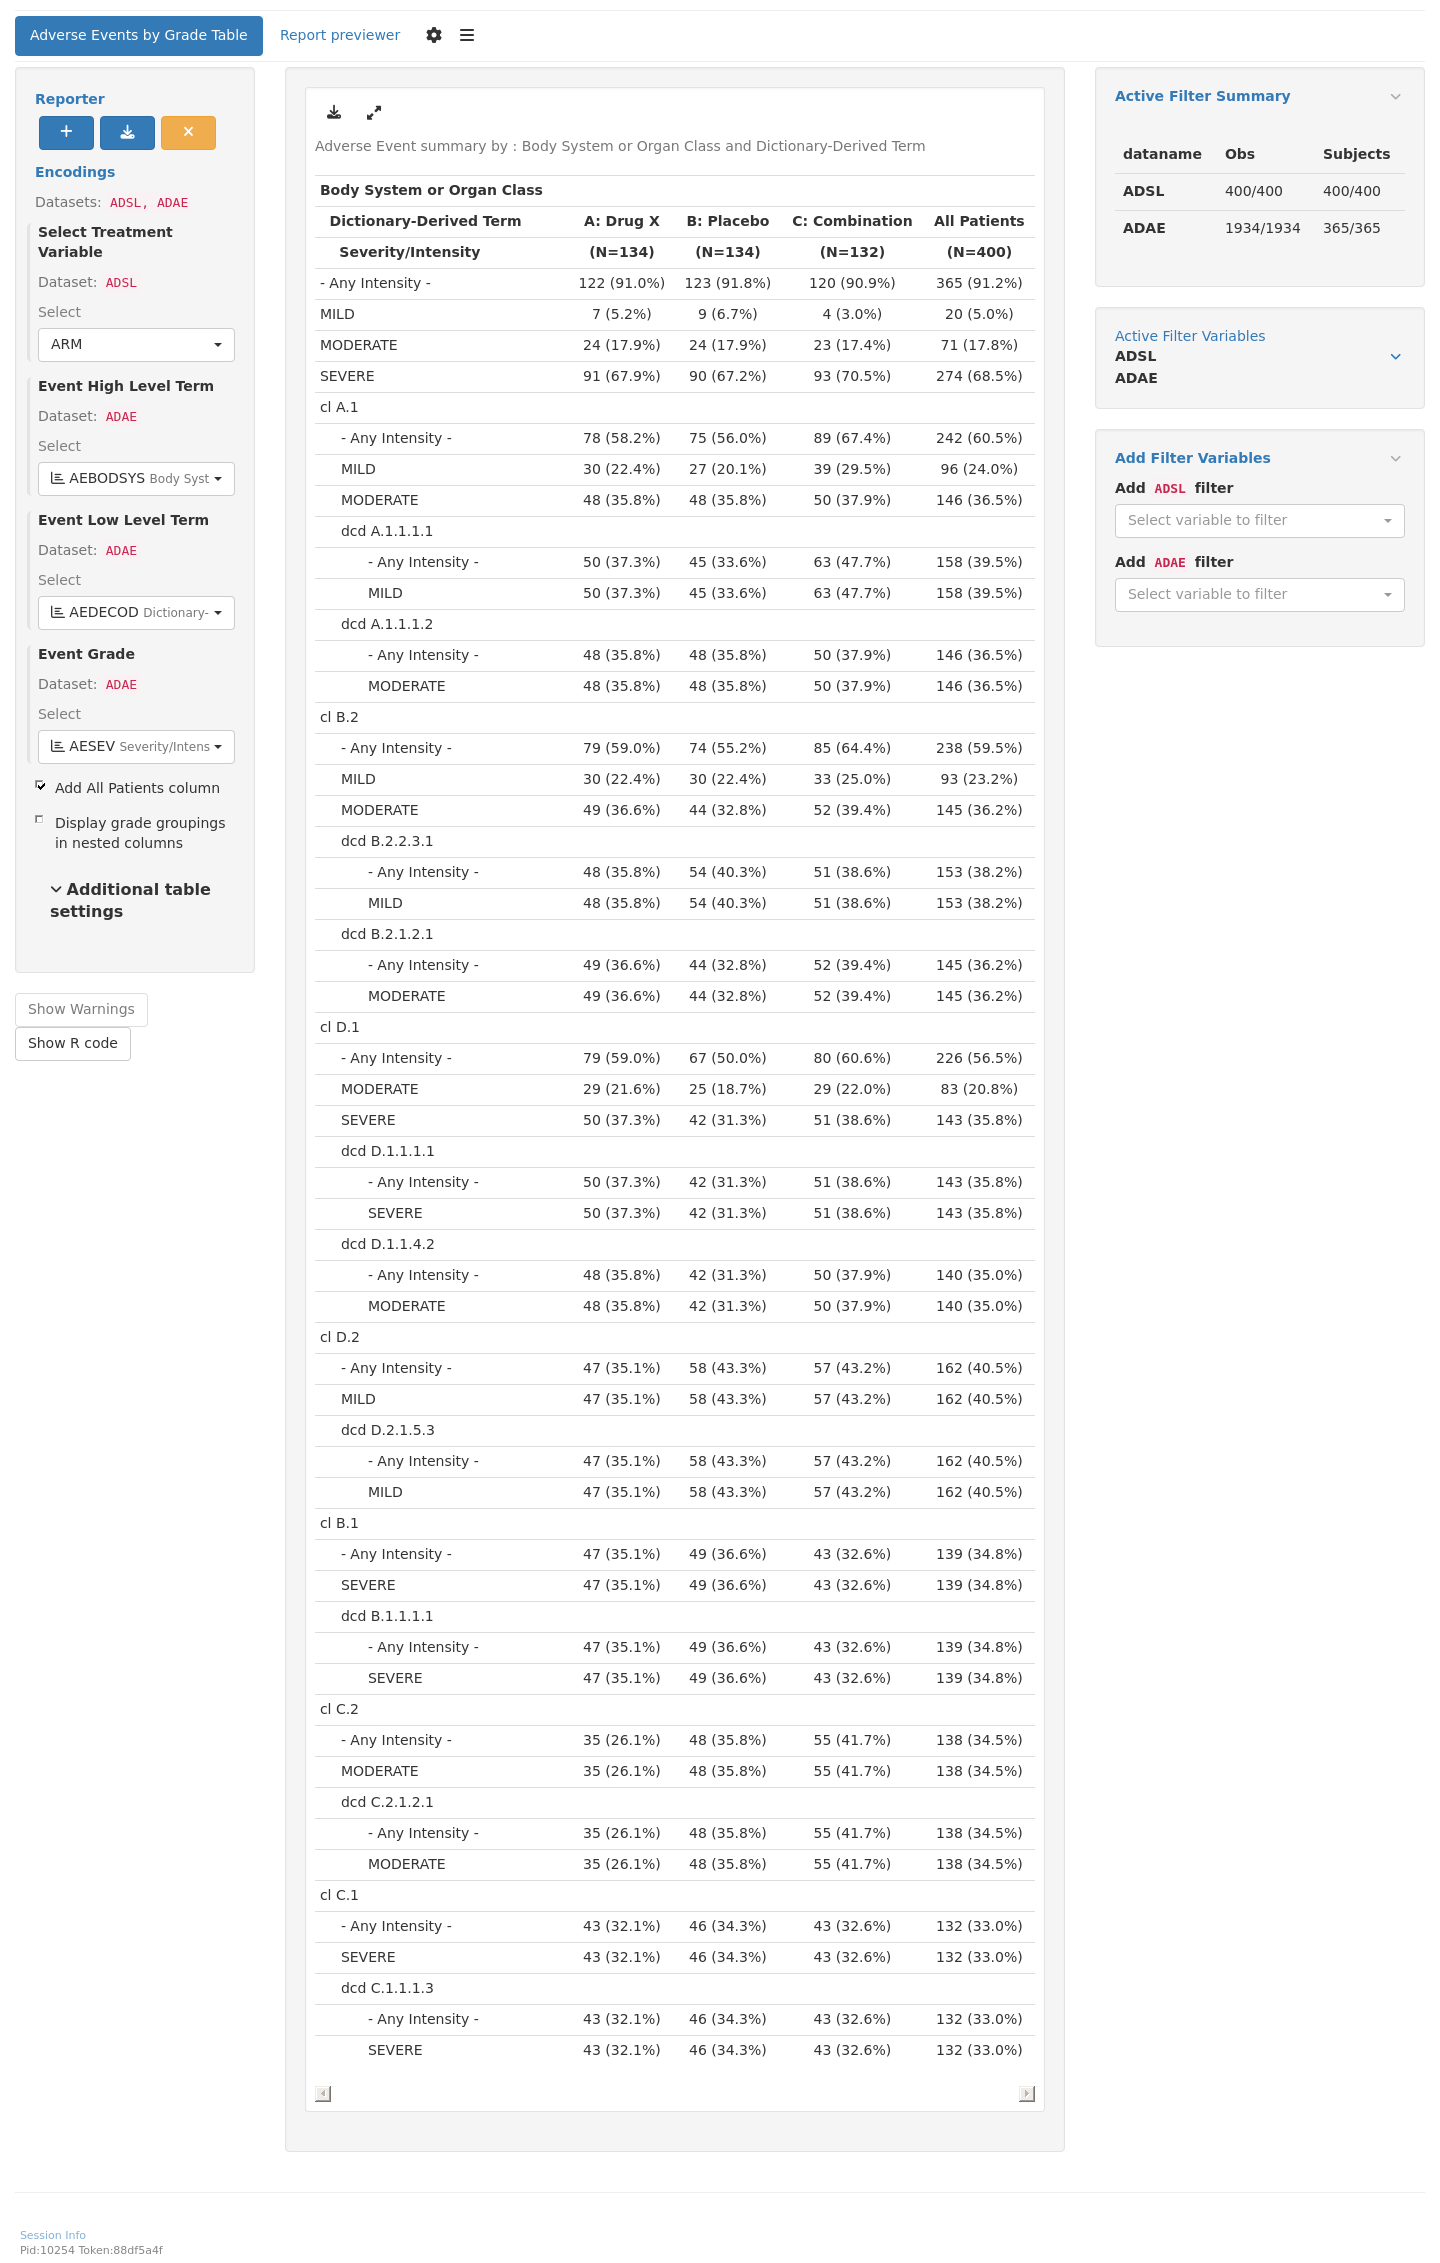 Adverse Events by Grade Table
Report previewer
Reporter
Encodings
Datasets: ADSL, ADAE
Select Treatment
Variable
Dataset: ADSL
Select
ARM
Event High Level Term
Dataset: ADAE
Select
AEBODSYS Body Syst
Event Low Level Term
Dataset: ADAE
Select
AEDECOD Dictionary-
Event Grade
Dataset: ADAE
Select
AESEV Severity/Intens
Add All Patients column
Display grade groupings
in nested columns
Additional table
settings
Show Warnings
Show R code
Adverse Event summary by : Body System or Organ Class and Dictionary-Derived Term
Body System or Organ Class
Dictionary-Derived Term A: Drug X B: Placebo C: Combination All Patients
Severity/Intensity (N=134) (N=134) (N=132) (N=400)
- Any Intensity - 122 (91.0%) 123 (91.8%) 120 (90.9%) 365 (91.2%)
MILD 7 (5.2%) 9 (6.7%) 4 (3.0%) 20 (5.0%)
MODERATE 24 (17.9%) 24 (17.9%) 23 (17.4%) 71 (17.8%)
SEVERE 91 (67.9%) 90 (67.2%) 93 (70.5%) 274 (68.5%)
cl A.1
- Any Intensity - 78 (58.2%) 75 (56.0%) 89 (67.4%) 242 (60.5%)
MILD 30 (22.4%) 27 (20.1%) 39 (29.5%) 96 (24.0%)
MODERATE 48 (35.8%) 48 (35.8%) 50 (37.9%) 146 (36.5%)
dcd A.1.1.1.1
- Any Intensity - 50 (37.3%) 45 (33.6%) 63 (47.7%) 158 (39.5%)
MILD 50 (37.3%) 45 (33.6%) 63 (47.7%) 158 (39.5%)
dcd A.1.1.1.2
- Any Intensity - 48 (35.8%) 48 (35.8%) 50 (37.9%) 146 (36.5%)
MODERATE 48 (35.8%) 48 (35.8%) 50 (37.9%) 146 (36.5%)
cl B.2
- Any Intensity - 79 (59.0%) 74 (55.2%) 85 (64.4%) 238 (59.5%)
MILD 30 (22.4%) 30 (22.4%) 33 (25.0%) 93 (23.2%)
MODERATE 49 (36.6%) 44 (32.8%) 52 (39.4%) 145 (36.2%)
dcd B.2.2.3.1
- Any Intensity - 48 (35.8%) 54 (40.3%) 51 (38.6%) 153 (38.2%)
MILD 48 (35.8%) 54 (40.3%) 51 (38.6%) 153 (38.2%)
dcd B.2.1.2.1
- Any Intensity - 49 (36.6%) 44 (32.8%) 52 (39.4%) 145 (36.2%)
MODERATE 49 (36.6%) 44 (32.8%) 52 (39.4%) 145 (36.2%)
cl D.1
- Any Intensity - 79 (59.0%) 67 (50.0%) 80 (60.6%) 226 (56.5%)
MODERATE 29 (21.6%) 25 (18.7%) 29 (22.0%) 83 (20.8%)
SEVERE 50 (37.3%) 42 (31.3%) 51 (38.6%) 143 (35.8%)
dcd D.1.1.1.1
- Any Intensity - 50 (37.3%) 42 (31.3%) 51 (38.6%) 143 (35.8%)
SEVERE 50 (37.3%) 42 (31.3%) 51 (38.6%) 143 (35.8%)
dcd D.1.1.4.2
- Any Intensity - 48 (35.8%) 42 (31.3%) 50 (37.9%) 140 (35.0%)
MODERATE 48 (35.8%) 42 (31.3%) 50 (37.9%) 140 (35.0%)
cl D.2
- Any Intensity - 47 (35.1%) 58 (43.3%) 57 (43.2%) 162 (40.5%)
MILD 47 (35.1%) 58 (43.3%) 57 (43.2%) 162 (40.5%)
dcd D.2.1.5.3
- Any Intensity - 47 (35.1%) 58 (43.3%) 57 (43.2%) 162 (40.5%)
MILD 47 (35.1%) 58 (43.3%) 57 (43.2%) 162 (40.5%)
cl B.1
- Any Intensity - 47 (35.1%) 49 (36.6%) 43 (32.6%) 139 (34.8%)
SEVERE 47 (35.1%) 49 (36.6%) 43 (32.6%) 139 (34.8%)
dcd B.1.1.1.1
- Any Intensity - 47 (35.1%) 49 (36.6%) 43 (32.6%) 139 (34.8%)
SEVERE 47 (35.1%) 49 (36.6%) 43 (32.6%) 139 (34.8%)
cl C.2
- Any Intensity - 35 (26.1%) 48 (35.8%) 55 (41.7%) 138 (34.5%)
MODERATE 35 (26.1%) 48 (35.8%) 55 (41.7%) 138 (34.5%)
dcd C.2.1.2.1
- Any Intensity - 35 (26.1%) 48 (35.8%) 55 (41.7%) 138 (34.5%)
MODERATE 35 (26.1%) 48 (35.8%) 55 (41.7%) 138 (34.5%)
cl C.1
- Any Intensity - 43 (32.1%) 46 (34.3%) 43 (32.6%) 132 (33.0%)
SEVERE 43 (32.1%) 46 (34.3%) 43 (32.6%) 132 (33.0%)
dcd C.1.1.1.3
- Any Intensity - 43 (32.1%) 46 (34.3%) 43 (32.6%) 132 (33.0%)
SEVERE 43 (32.1%) 46 (34.3%) 43 (32.6%) 132 (33.0%)
Active Filter Summary
dataname Obs Subjects
ADSL 400/400 400/400
ADAE 1934/1934 365/365
Active Filter Variables
ADSL
ADAE
Add Filter Variables
Add ADSL filter
Select variable to filter
Add ADAE filter
Select variable to filter
Session Info
Pid:10254 Token:88df5a4f